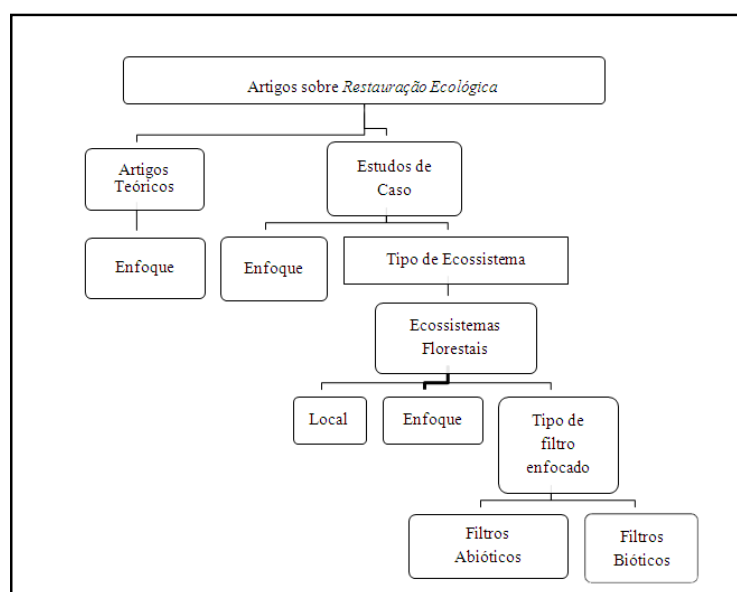 Artigos sobre Restauração Ecológica
Artigos
Teóricos
Estudos de
Caso
Enfoque
Enfoque
Tipo de Ecossistema
Ecossistemas
Florestais
Local
Enfoque
Tipo de
filtro
enfocado
Filtros
Abióticos
Filtros
Bióticos